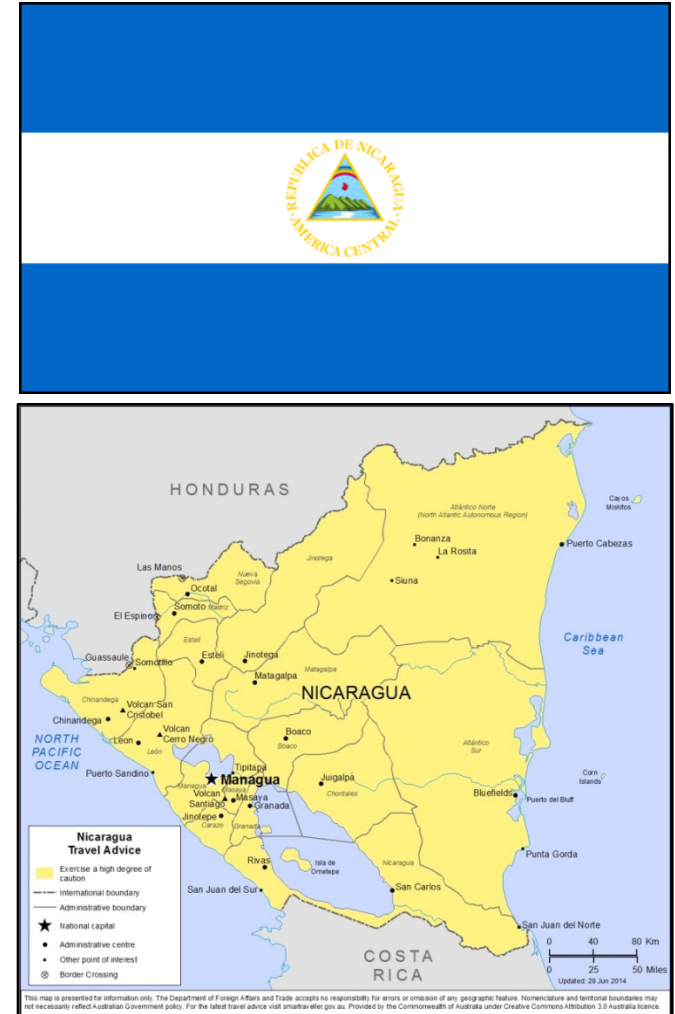 REPUBLICA DE NICARAGUA
AMERICA CENTRAL
HONDURAS
Cayos
Miskitos
Atlántico Norte
(North Atlantic Autonomous Region)
Bonanza
La Rosita
Puerto Cabezas
Jinotega
Las Manos
Nueva
Segovia
Siuna
Ocotal
Somoto Madriz
El Espino
Estelí
Caribbean
Sea
Guassaule
Somotillo
Esteli
Jinotega
Matagalpa
Matagalpa
NICARAGUA
Chinandega
Volcan San
Cristobel
Chinandega
Volcan
Cerro Negro
Leon
León
Boaco
Boaco
Atlántico
Sur
NORTH
PACIFIC
OCEAN
Puerto Sandino
Tipitapa
Managua
Juigalpa
Chontales
Corn
Islands
Managua
Masaya
Volcan
Santiago
Masaya
Granada
Bluefields
Puerto del Bluff
Jinotepe
Carazo
Granada
Rivas
Isla de
Ometepe
Nicaragua
Punta Gorda
San Juan del Sur
San Carlos
San Juan del Norte
COSTA
RICA
Nicaragua
Travel Advice
Exercise a high degree of
caution
International boundary
Administrative boundary
National capital
Administrative centre
Other point of interest
Border Crossing
0 40 80 Km
0 25 50 Miles
Updated: 28 Jun 2014
This map is presented for information only. The Department of Foreign Affairs and Trade accepts no responsibility for errors or omission of any geographic feature. Nomenclature and territorial boundaries may
not necessarily reflect Australian Government policy. For the latest travel advice visit smartraveller.gov.au. Provided by the Commonwealth of Australia under Creative Commons Attribution 3.0 Australia licence.